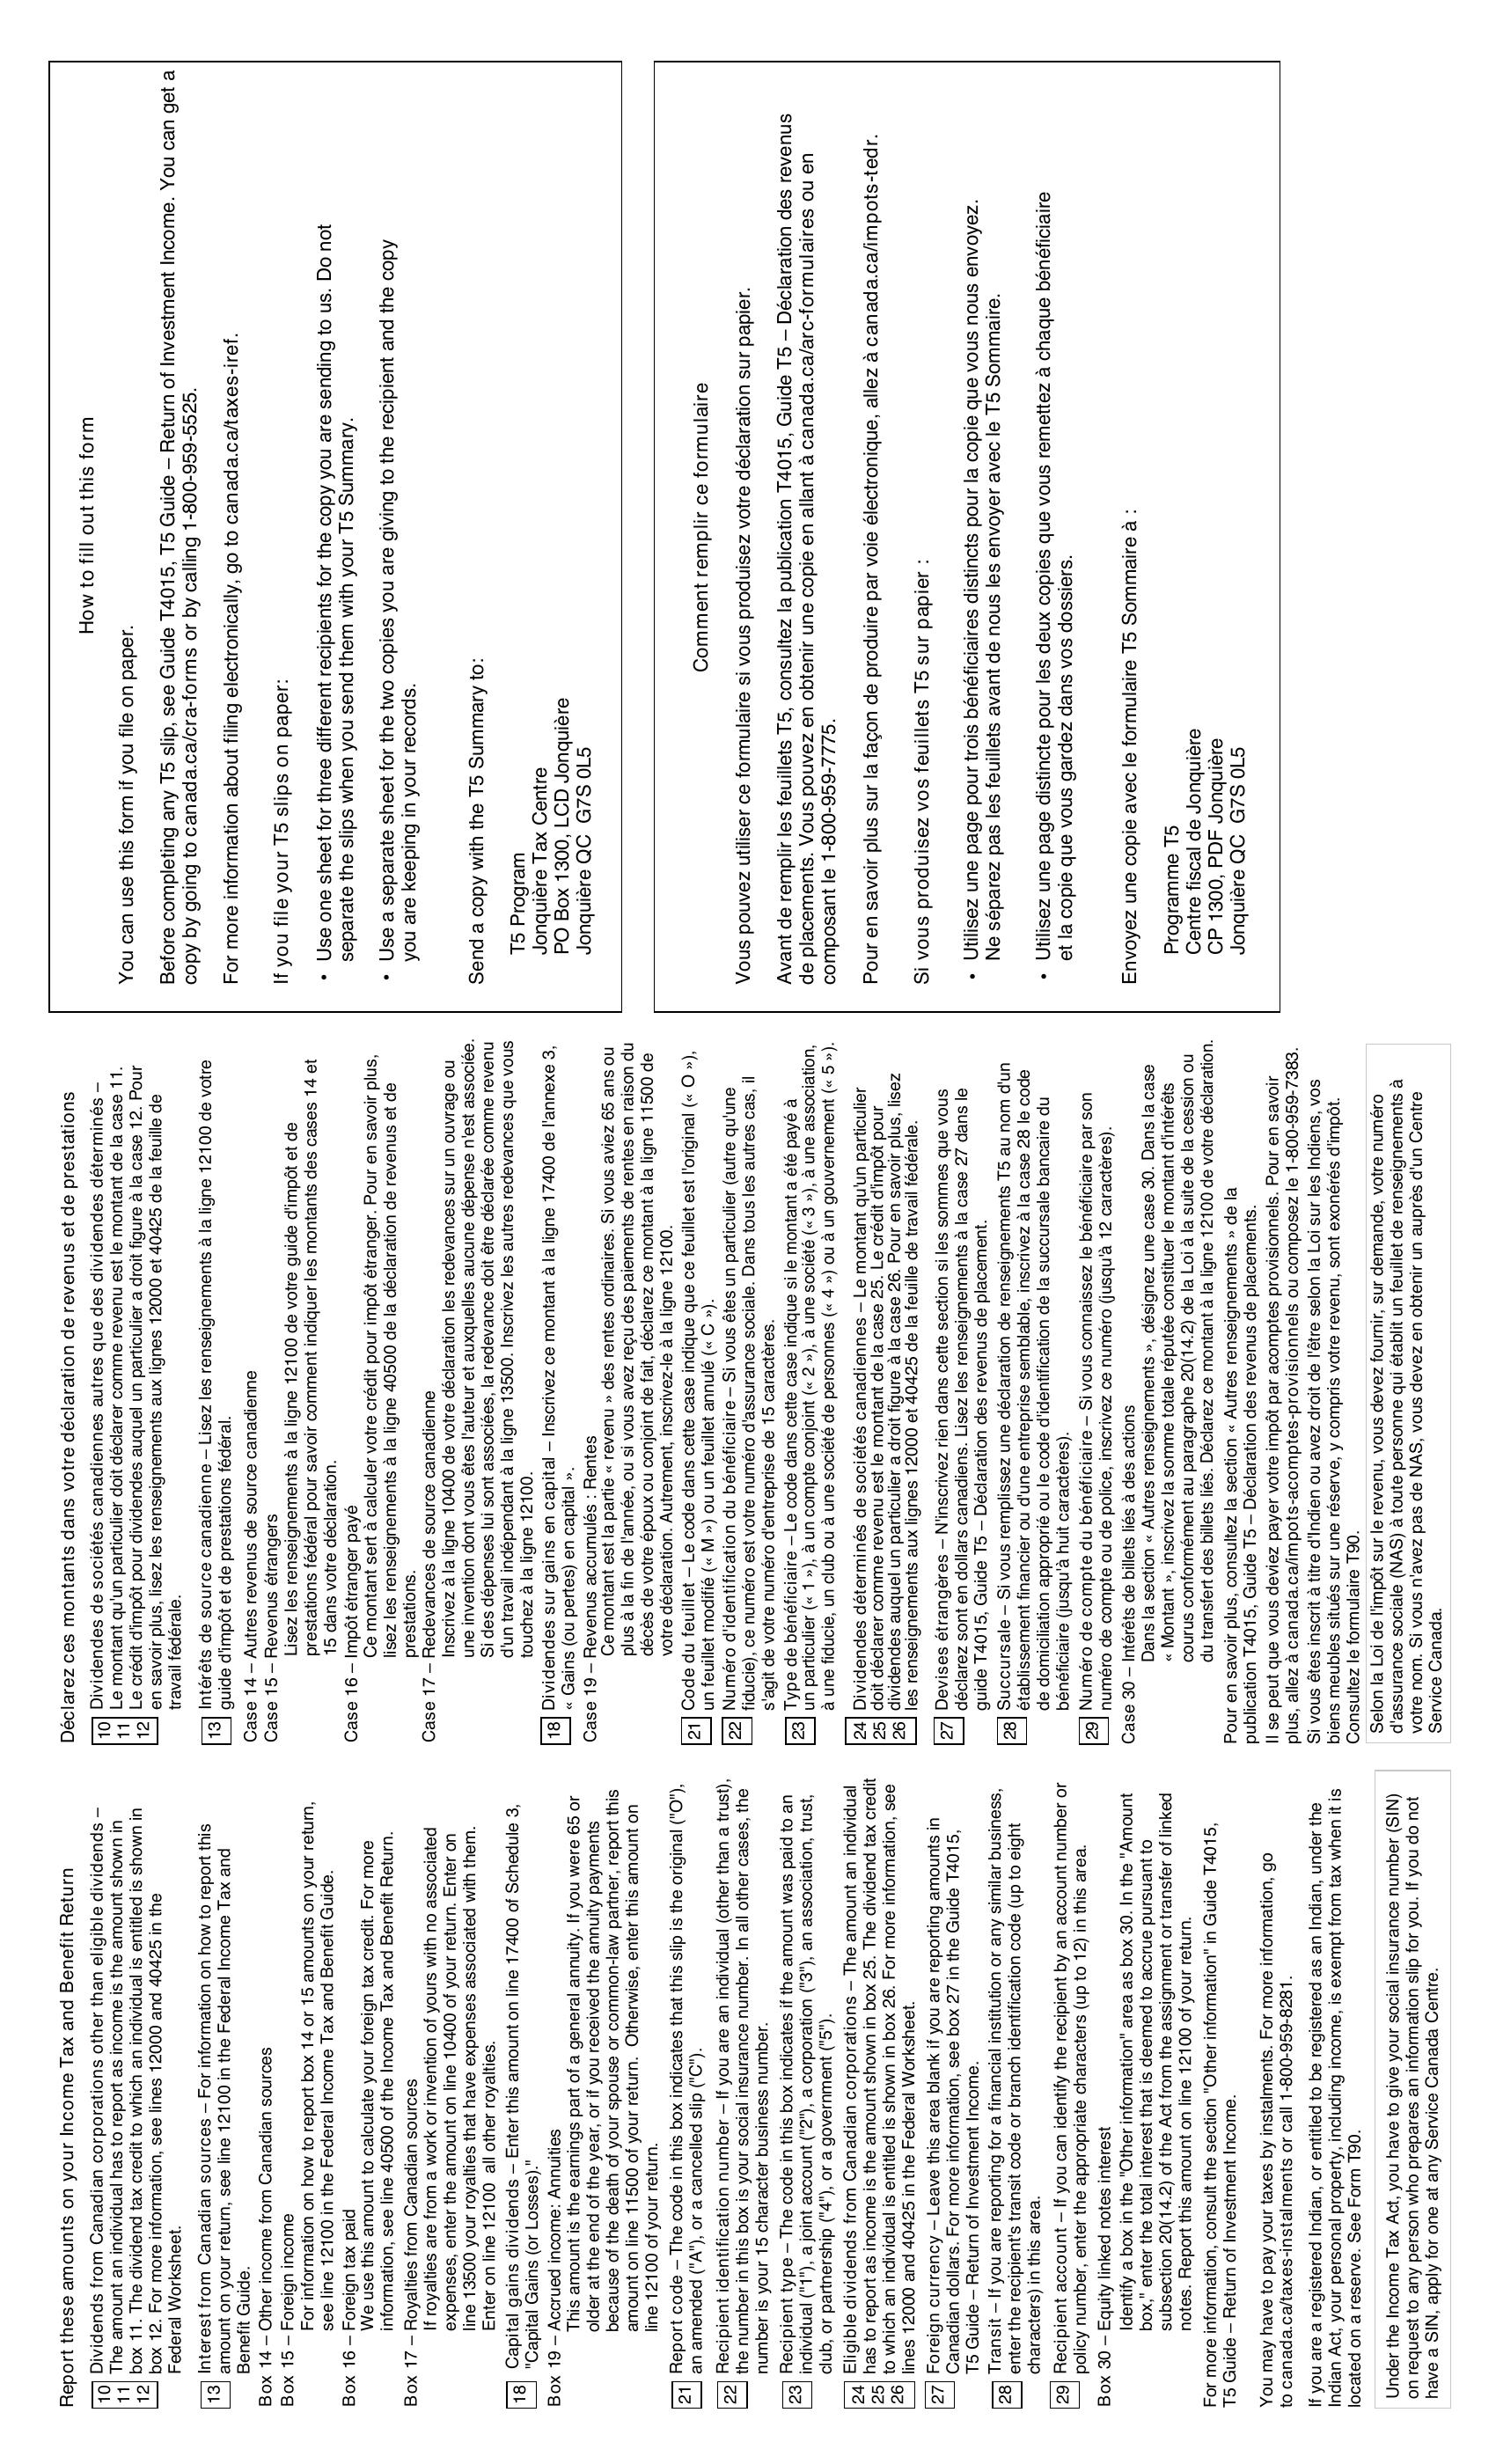 Report these amounts on your Income Tax and Benefit Return
10
11
12
Dividends from Canadian corporations other than an eligible dividends –
The amount an individual has to report as income is the amount shown in
box 11. The dividend tax credit to which an individual is entitled is shown in
box 12. For more information, see lines 12000 and 40425 in the
Federal Worksheet.
13
Interest from Canadian sources – For information on how to report this
amount on your return, see line 12100 in the Federal Income Tax and
Benefit Guide.
Box 14 – Other income from Canadian sources
Box 15 – Foreign income
For information on how to report box 14 or 15 amounts on your return,
see line 12100 in the Federal Income Tax and Benefit Guide.
Box 16 – Foreign tax paid
We use this amount to calculate your foreign tax credit. For more
information, see line 40500 of the Income Tax and Benefit Return.
Box 17 – Royalties from Canadian sources
If royalties are from a work or invention of yours with no associated
expenses, enter the amount on line 10400 of your return. Enter on
line 13500 your royalties that have expenses associated with them.
Enter on line 12100 all other royalties.
18
Capital gains dividends – Enter this amount on line 17400 of Schedule 3,
"Capital Gains (or Losses)."
Box 19 – Accrued income: Annuities
This amount is the earnings part of a general annuity. If you were 65 or
older at the end of the year, or if you received the annuity payments
because of the death of your spouse or common-law partner, report this
amount on line 11500 of your return. Otherwise, enter this amount on
line 12100 of your return.
21
Report code – The code in this box indicates that this slip is the original ("O"),
an amended ("A"), or a cancelled slip ("C").
22
Recipient identification number – If you are an individual (other than a trust),
the number in this box is your social insurance number. In all other cases, the
number is your 15 character business number.
23
Recipient type – The code in this box indicates if the amount was paid to an
individual ("1"), a joint account ("2"), a corporation ("3"), an association, trust,
club, or partnership ("4"), or a government ("5").
24
25
26
Eligible dividends from Canadian corporations – The amount an individual
has to report as income is the amount shown in box 25. The dividend tax credit
to which an individual is entitled is shown in box 26. For more information, see
lines 12000 and 40425 in the Federal Worksheet.
27
Foreign currency – Leave this area blank if you are reporting amounts in
Canadian dollars. For more information, see box 27 in the Guide T4015,
T5 Guide – Return of Investment Income.
28
Transit – If you are reporting for a financial institution or any similar business,
enter the recipient's transit code or branch identification code (up to eight
characters) in this area.
29
Recipient account – If you can identify the recipient by an account number or
policy number, enter the appropriate characters (up to 12) in this area.
Box 30 – Equity linked notes interest
Identify a box in the "Other information" area as box 30. In the "Amount
box," enter the total interest that is deemed to accrue pursuant to
subsection 20(14.2) of the Act from the assignment or transfer of linked
notes. Report this amount on line 12100 of your return.
For more information, consult the section "Other information" in Guide T4015,
T5 Guide – Return of Investment Income.
You may have to pay your taxes by instalments. For more information, go
to canada.ca/taxes-instalments or call 1-800-959-8281.
If you are a registered Indian, or entitled to be registered as an Indian, under the
Indian Act, your personal property, including income, is exempt from tax when it is
located on a reserve. See Form T90.
Under the Income Tax Act, you have to give your social insurance number (SIN)
on request to any person who prepares an information slip for you. If you do not
have a SIN, apply for one at any Service Canada Centre.
Déclarez ces montants dans votre déclaration de revenus et de prestations
10
11
12
Dividendes de sociétés canadiennes autres que des dividendes déterminés –
Le montant qu'un particulier doit déclarer comme revenu est le montant de la case 11.
Le crédit d'impôt pour dividendes auquel un particulier a droit figure à la case 12. Pour
en savoir plus, lisez les renseignements aux lignes 12000 et 40425 de la feuille de
travail fédérale.
13
Intérêts de source canadienne – Lisez les renseignements à la ligne 12100 de votre
guide d'impôt et de prestations fédéral.
Case 14 – Autres revenus de source canadienne
Case 15 – Revenus étrangers
Lisez les renseignements à la ligne 12100 de votre guide d'impôt et de
prestations fédéral pour savoir comment indiquer les montants des cases 14 et
15 dans votre déclaration.
Case 16 – Impôt étranger payé
Ce montant sert à calculer votre crédit pour impôt étranger. Pour en savoir plus,
lisez les renseignements à la ligne 40500 de la déclaration de revenus et de
prestations.
Case 17 – Redevances de source canadienne
Inscrivez à la ligne 10400 de votre déclaration les redevances sur un ouvrage ou
une invention dont vous êtes l'auteur et auxquelles aucune dépense n'est associée.
Si des dépenses lui sont associées, la redevance doit être déclarée comme revenu
d'un travail indépendant à la ligne 13500. Inscrivez les autres redevances que vous
touchez à la ligne 12100.
18
Dividendes sur gains en capital – Inscrivez ce montant à la ligne 17400 de l'annexe 3,
« Gains (ou pertes) en capital ».
Case 19 – Revenus accumulés : Rentes
Ce montant est la partie « revenu » des rentes ordinaires. Si vous aviez 65 ans ou
plus à la fin de l'année, ou si vous avez reçu des paiements de rentes en raison du
décès de votre époux ou conjoint de fait, déclarez ce montant à la ligne 11500 de
votre déclaration. Autrement, inscrivez-le à la ligne 12100.
21
Code du feuillet – Le code dans cette case indique que ce feuillet est l'original (« O »),
un feuillet modifié (« M ») ou un feuillet annulé (« C »).
22
Numéro d'identification du bénéficiaire – Si vous êtes un particulier (autre qu'une
fiducie), ce numéro est votre numéro d'assurance sociale. Dans tous les autres cas, il
s'agit de votre numéro d'entreprise de 15 caractères.
23
Type de bénéficiaire – Le code dans cette case indique si le montant a été payé à
un particulier (« 1 »), à un compte conjoint (« 2 »), à une société (« 3 »), à une association,
à une fiducie, un club ou à une société de personnes (« 4 ») ou à un gouvernement (« 5 »).
24
25
26
Dividendes déterminés de sociétés canadiennes – Le montant qu'un particulier
doit déclarer comme revenu est le montant de la case 25. Le crédit d'impôt pour
dividendes auquel un particulier a droit figure à la case 26. Pour en savoir plus, lisez
les renseignements aux lignes 12000 et 40425 de la feuille de travail fédérale.
27
Devises étrangères – N'inscrivez rien dans cette section si les sommes que vous
déclarez sont en dollars canadiens. Lisez les renseignements à la case 27 dans le
guide T4015, Guide T5 – Déclaration des revenus de placement.
28
Succursale – Si vous remplissez une déclaration de renseignements T5 au nom d'un
établissement financier ou d'une entreprise semblable, inscrivez à la case 28 le code
de domiciliation approprié ou le code d'identification de la succursale bancaire du
bénéficiaire (jusqu'à huit caractères).
29
Numéro de compte du bénéficiaire – Si vous connaissez le bénéficiaire par son
numéro de compte ou de police, inscrivez ce numéro (jusqu'à 12 caractères).
Case 30 – Intérêts de billets liés à des actions
Dans la section « Autres renseignements », désignez une case 30. Dans la case
« Montant », inscrivez la somme totale réputée constituer le montant d'intérêts
courus conformément au paragraphe 20(14.2) de la Loi à la suite de la cession ou
du transfert des billets liés. Déclarez ce montant à la ligne 12100 de votre déclaration.
Pour en savoir plus, consultez la section « Autres renseignements » de la
publication T4015, Guide T5 – Déclaration des revenus de placements.
Il se peut que vous deviez payer votre impôt par acomptes provisionnels. Pour en savoir
plus, allez à canada.ca/impots-acomptes-provisionnels ou composez le 1-800-959-7383.
Si vous êtes inscrit à titre d'Indien ou avez droit de l'être selon la Loi sur les Indiens, vos
biens meubles situés sur une réserve, y compris votre revenu, sont exonérés d'impôt.
Consultez le formulaire T90.
Selon la Loi de l'impôt sur le revenu, vous devez fournir, sur demande, votre numéro
d'assurance sociale (NAS) à toute personne qui établit un feuillet de renseignements à
votre nom. Si vous n'avez pas de NAS, vous devez en obtenir un auprès d'un Centre
Service Canada.
How to fill out this form
You can use this form if you file on paper.
Before completing any T5 slip, see Guide T4015, T5 Guide – Return of Investment Income. You can get a
copy by going to canada.ca/cra-forms or by calling 1-800-959-5525.
For more information about filing electronically, go to canada.ca/taxes-iref.
If you file your T5 slips on paper:
• Use one sheet for three different recipients for the copy you are sending to us. Do not
separate the slips when you send them with your T5 Summary.
• Use a separate sheet for the two copies you are giving to the recipient and the copy
you are keeping in your records.
Send a copy with the T5 Summary to:
T5 Program
Jonquière Tax Centre
PO Box 1300, LCD Jonquière
Jonquière QC G7S 0L5
Comment remplir ce formulaire
Vous pouvez utiliser ce formulaire si vous produisez votre déclaration sur papier.
Avant de remplir les feuillets T5, consultez la publication T4015, Guide T5 – Déclaration des revenus
de placements. Vous pouvez en obtenir une copie en allant à canada.ca/arc-formulaires ou en
composant le 1-800-959-7775.
Pour en savoir plus sur la façon de produire par voie électronique, allez à canada.ca/impots-tedr.
Si vous produisez vos feuillets T5 sur papier :
• Utilisez une page pour trois bénéficiaires distincts pour la copie que vous nous envoyez.
Ne séparez pas les feuillets avant de nous les envoyer avec le T5 Sommaire.
• Utilisez une page distincte pour les deux copies que vous remettez à chaque bénéficiaire
et la copie que vous gardez dans vos dossiers.
Envoyez une copie avec le formulaire T5 Sommaire à :
Programme T5
Centre fiscal de Jonquière
CP 1300, PDF Jonquière
Jonquière QC G7S 0L5